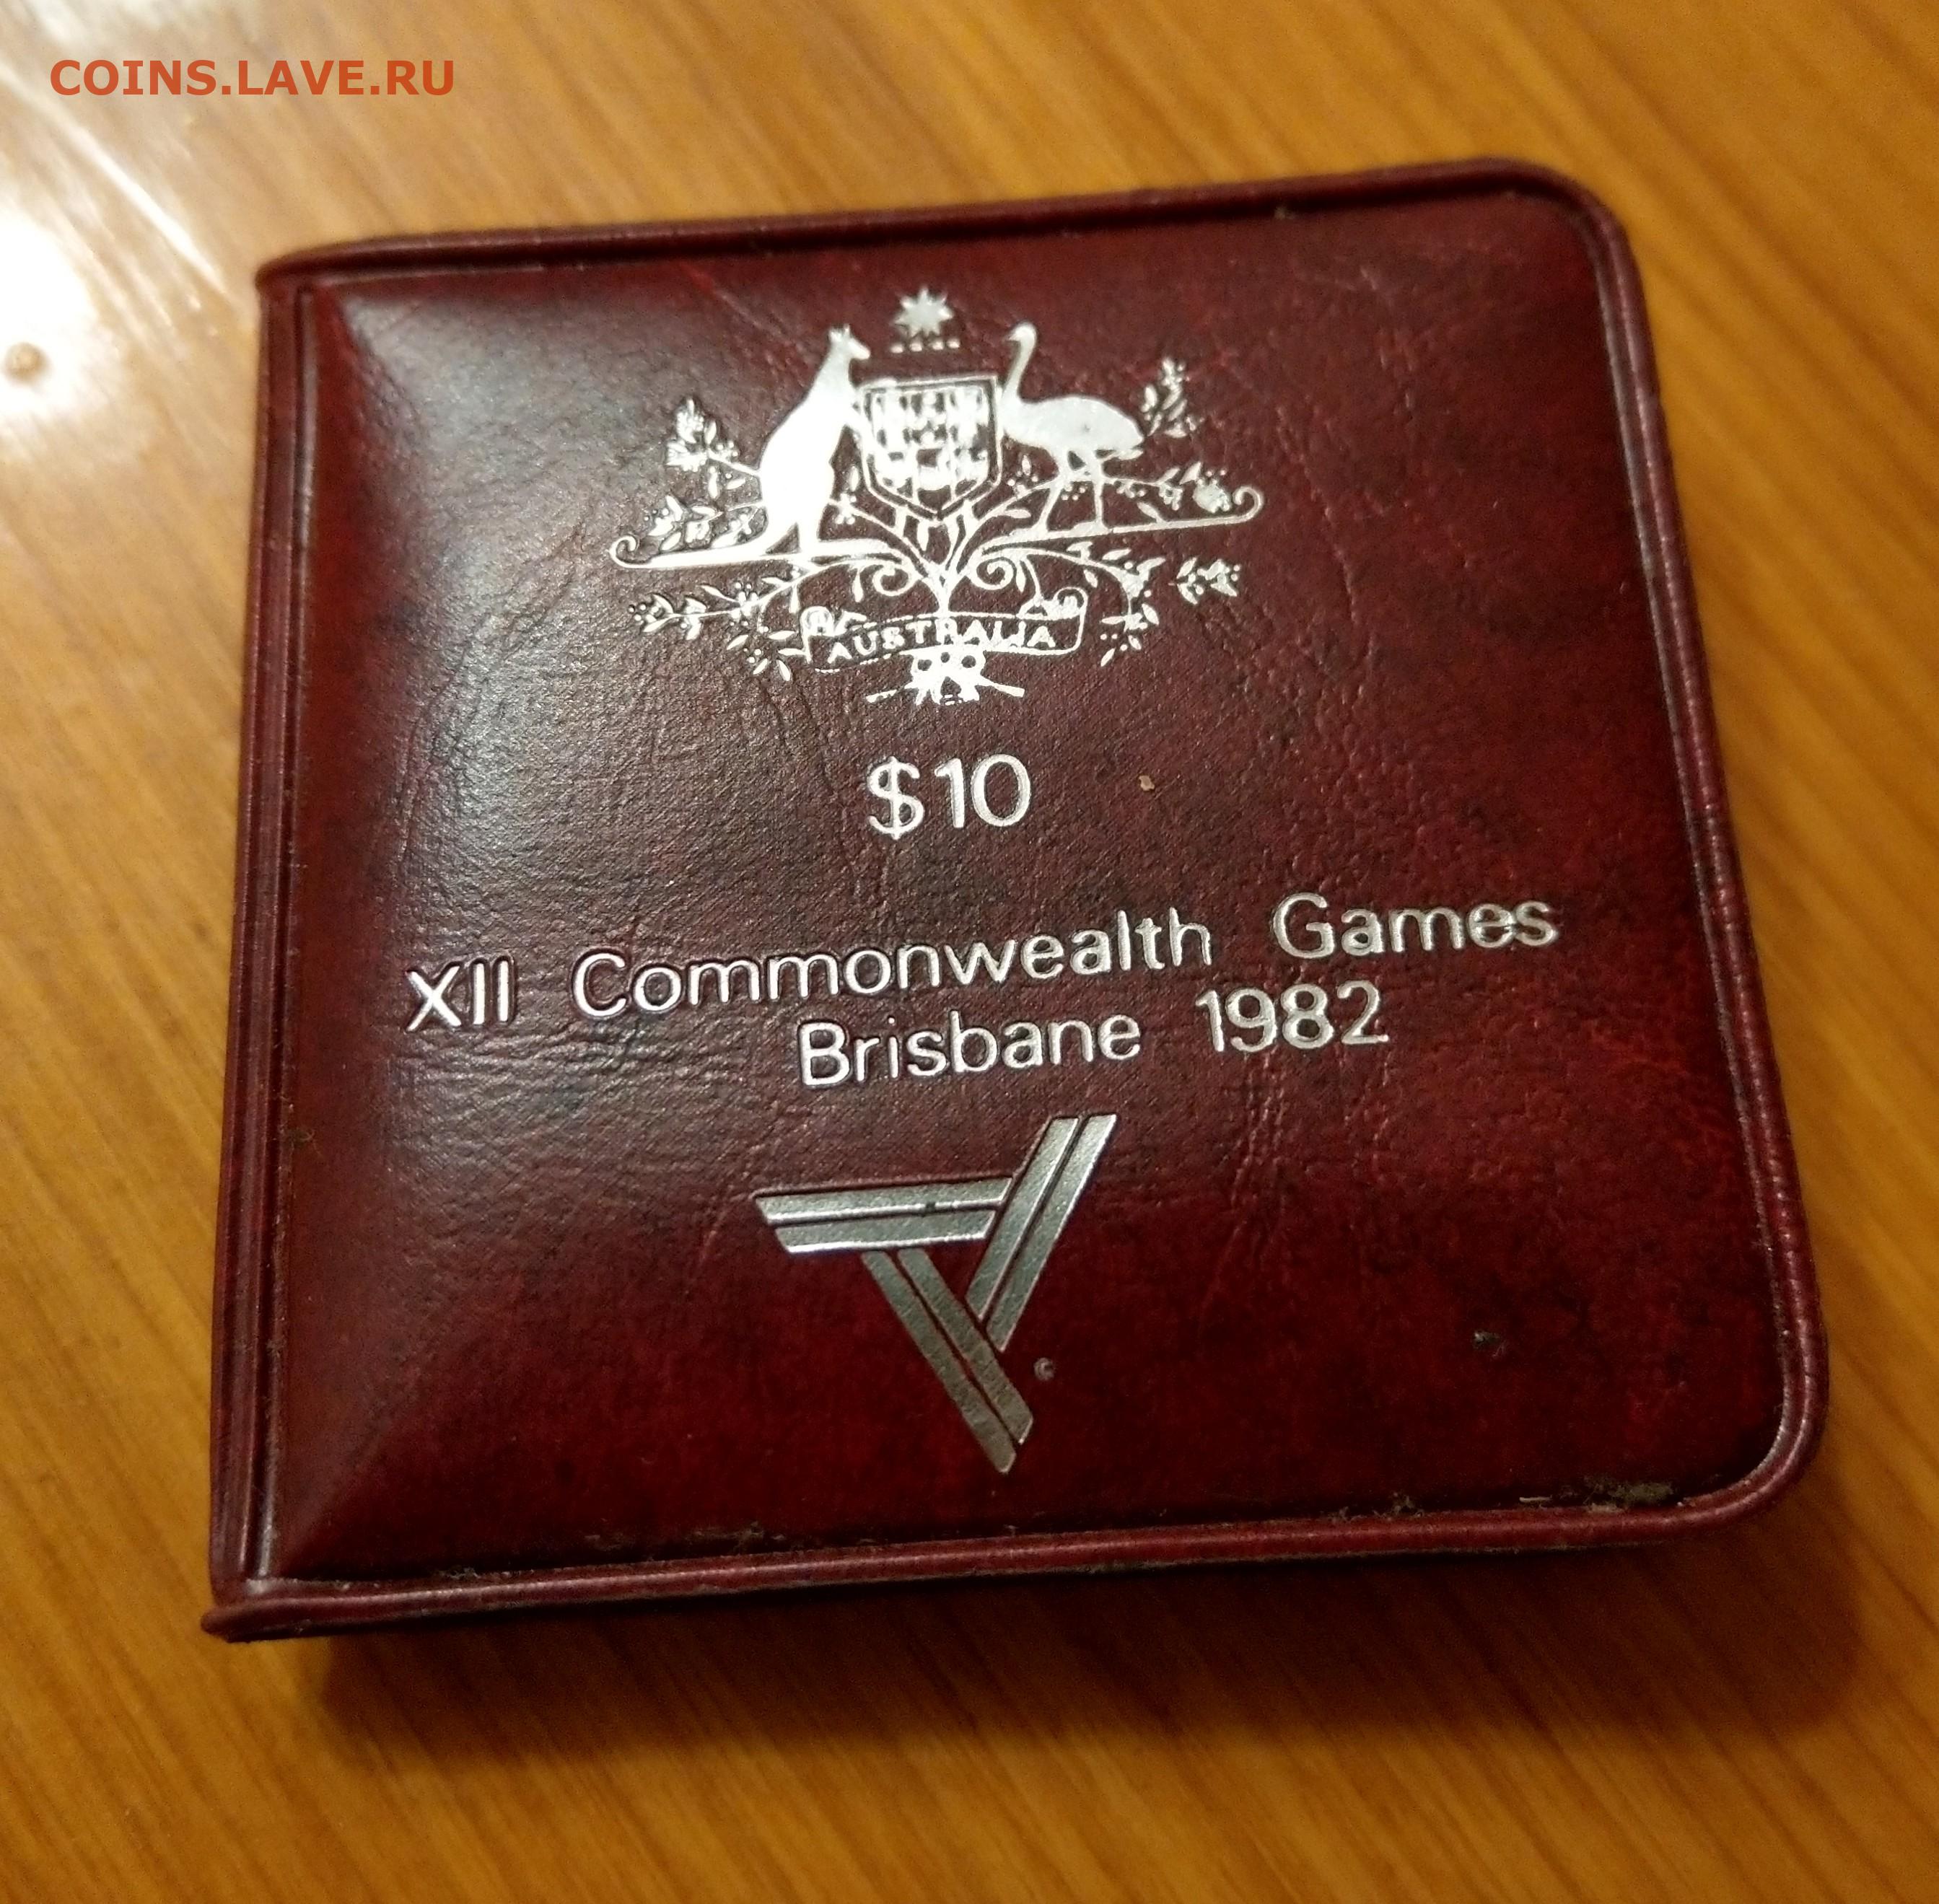 COINS.LAVE.RU
AUSTRALIA
$10
XII Commonwealth Games
Brisbane 1982
©